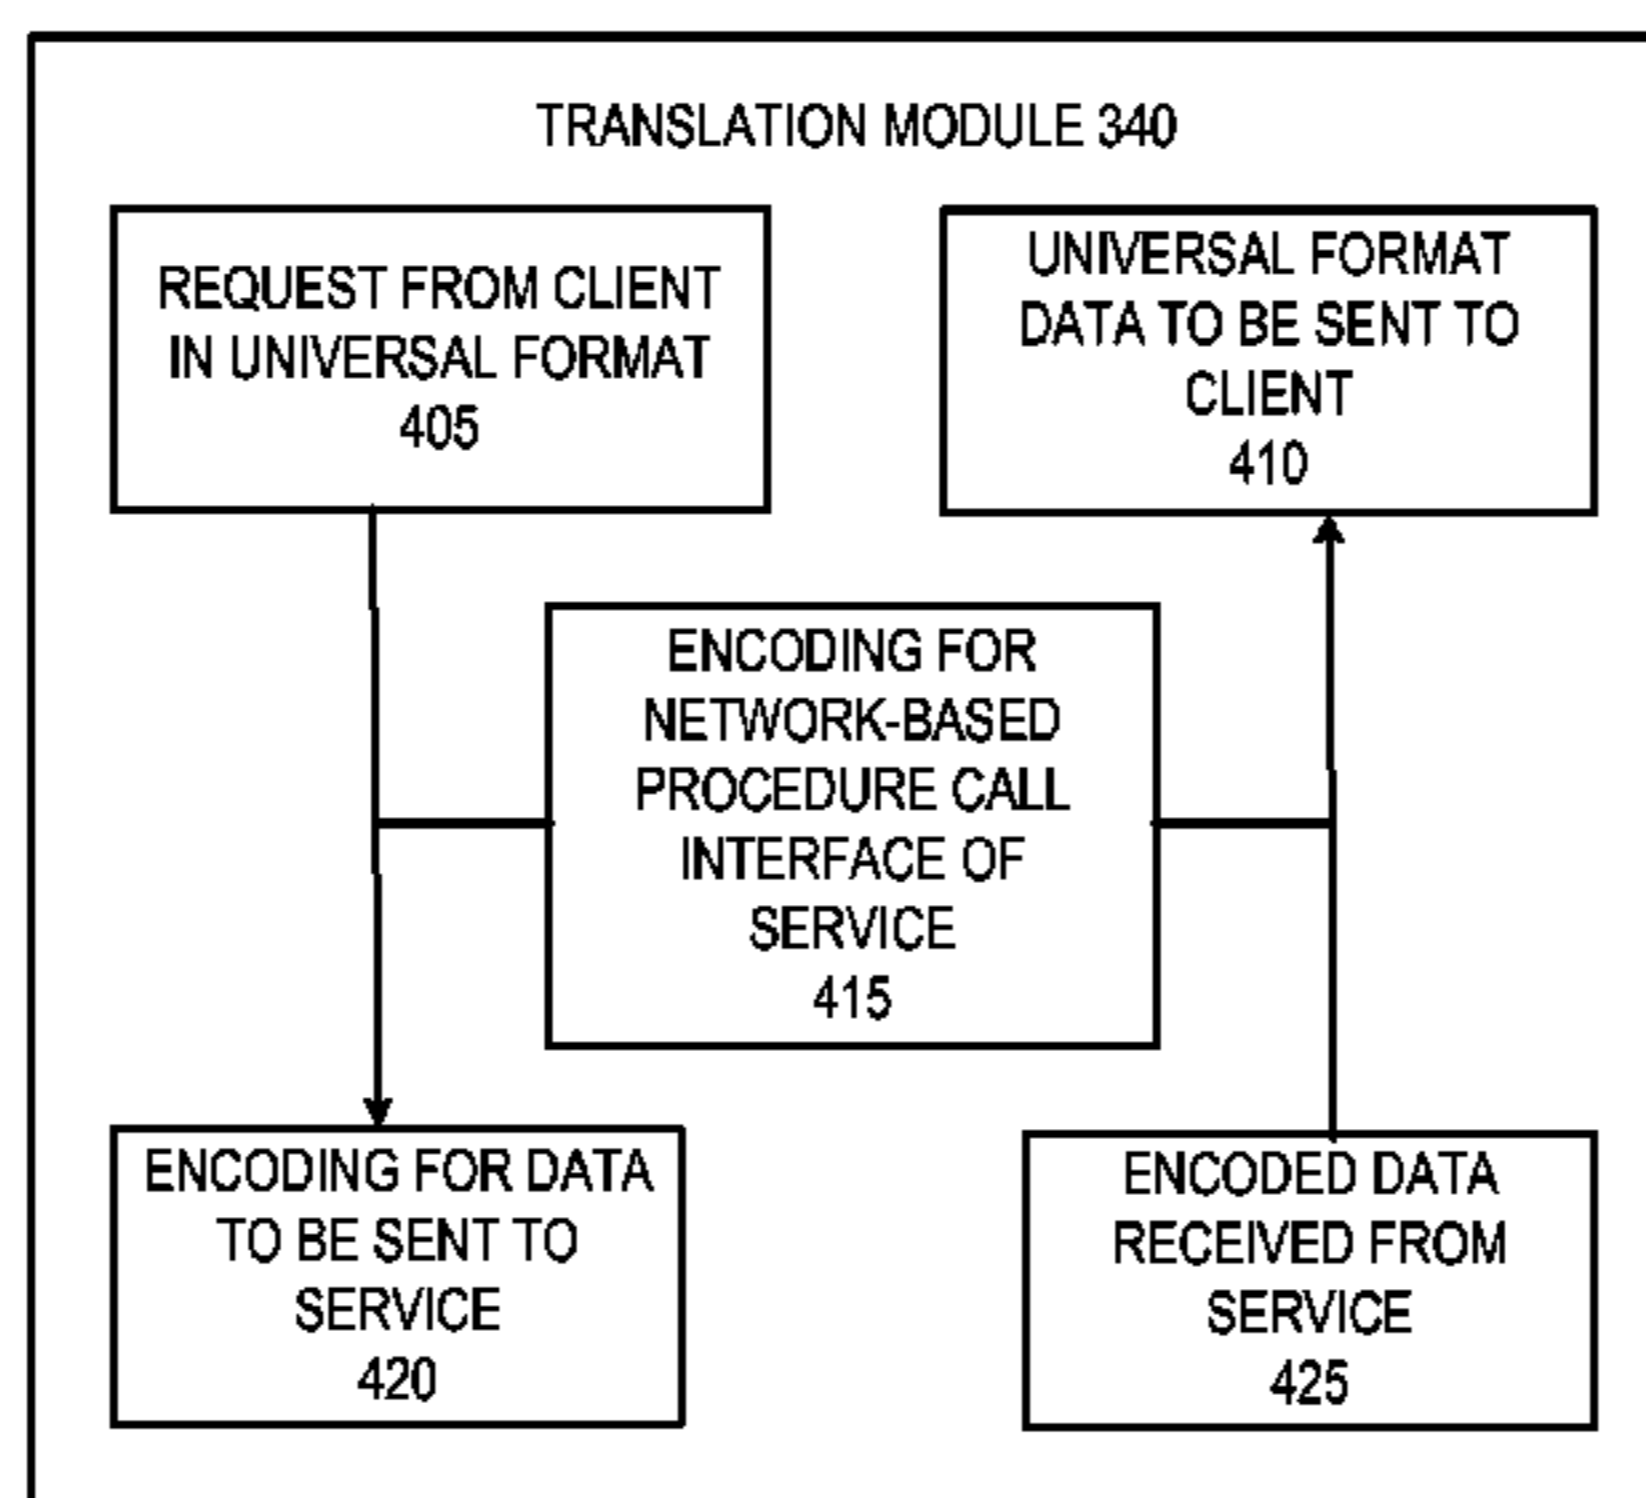 TRANSLATION MODULE 340
REQUEST FROM CLIENT
IN UNIVERSAL FORMAT
405
UNIVERSAL FORMAT
DATA TO BE SENT TO
CLIENT
410
ENCODING FOR
NETWORK-BASED
PROCEDURE CALL
INTERFACE OF
SERVICE
415
ENCODING FOR DATA
TO BE SENT TO
SERVICE
420
ENCODED DATA
RECEIVED FROM
SERVICE
425